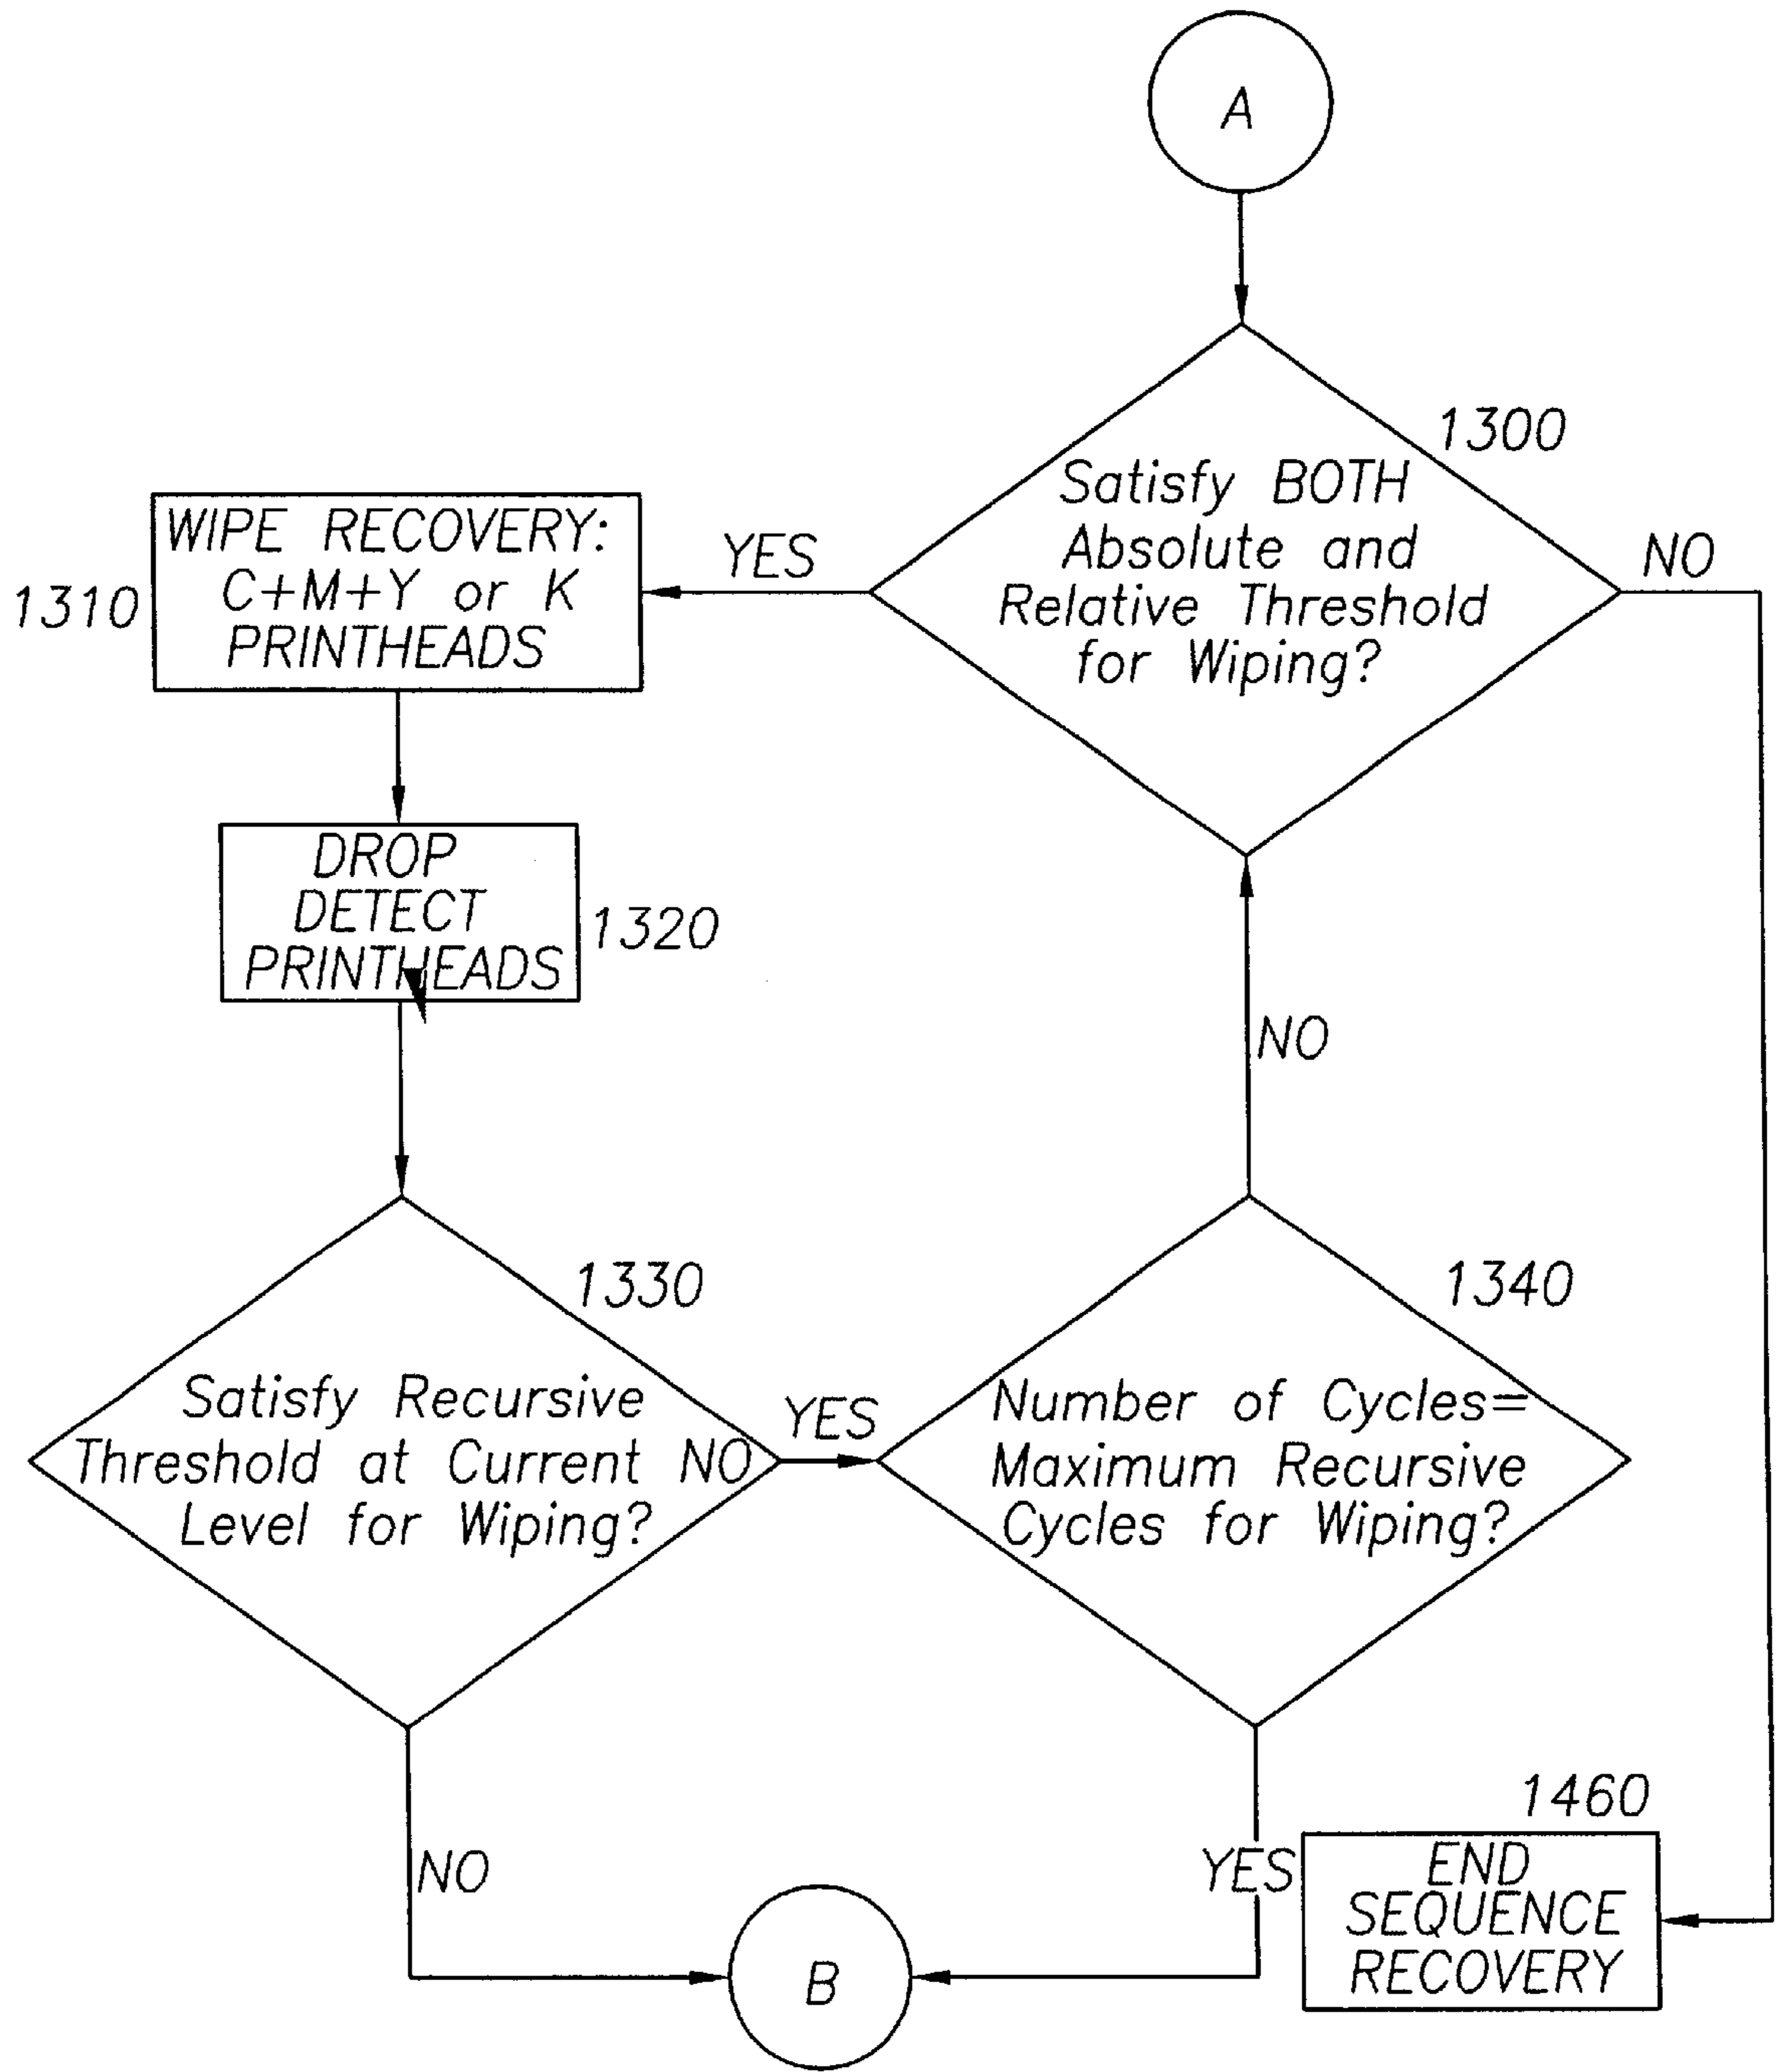 A
1300
Satisfy BOTH
Absolute and
Relative Threshold
for Wiping?
YES
NO
WIPE RECOVERY:
C+M+Y or K
PRINTHEADS
1310
DROP
DETECT
PRINTHEADS
1320
NO
1330
Satisfy Recursive
Threshold at Current NO
Level for Wiping?
YES
1340
Number of Cycles=
Maximum Recursive
Cycles for Wiping?
NO
YES
1460
END
SEQUENCE
RECOVERY
B